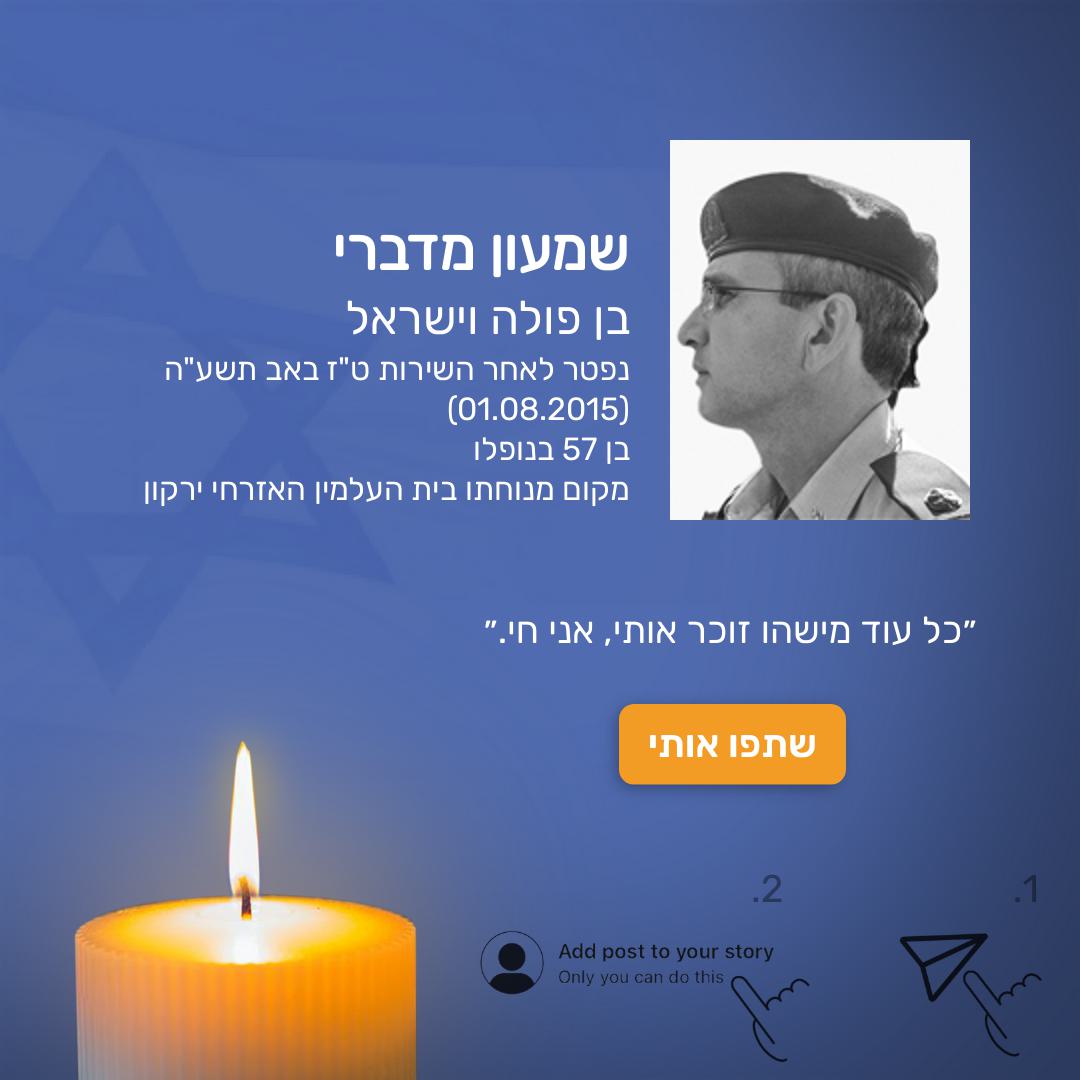 שמעון מדברי
בן פולה וישראל
נפטר לאחר השירות ט"ז באב תשע"ה
(01.08.2015)
בן 57 בנופלו
מקום מנוחתו בית העלמין האזרחי ירקון
״כל עוד מישהו זוכר אותי, אני חי.״
שתפו אותי
1.
2.
Add post to your story
Only you can do this